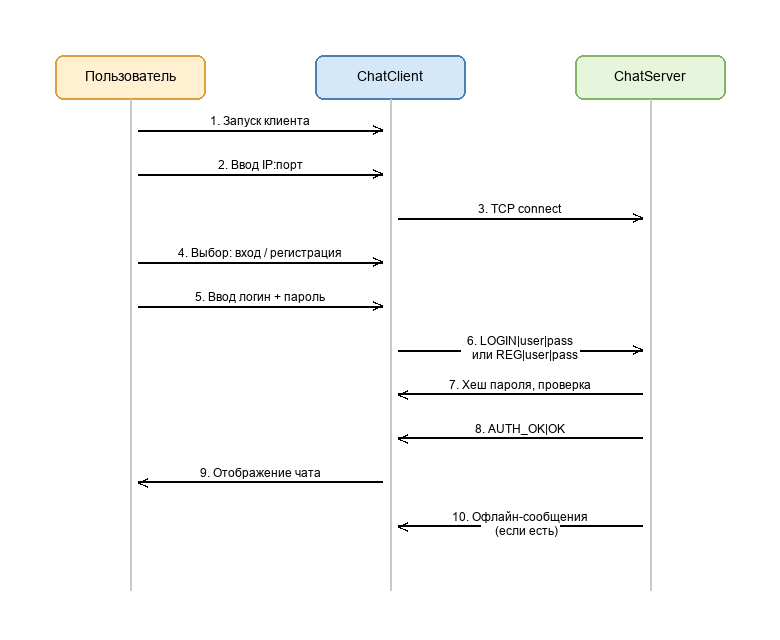 Пользователь
ChatClient
ChatServer
1. Запуск клиента
2. Ввод IP:порт
3. TCP connect
4. Выбор: вход / регистрация
5. Ввод логин + пароль
6. LOGIN|user|pass
или REG|user|pass
7. Хеш пароля, проверка
8. AUTH_OK|OK
9. Отображение чата
10. Офлайн-сообщения
(если есть)